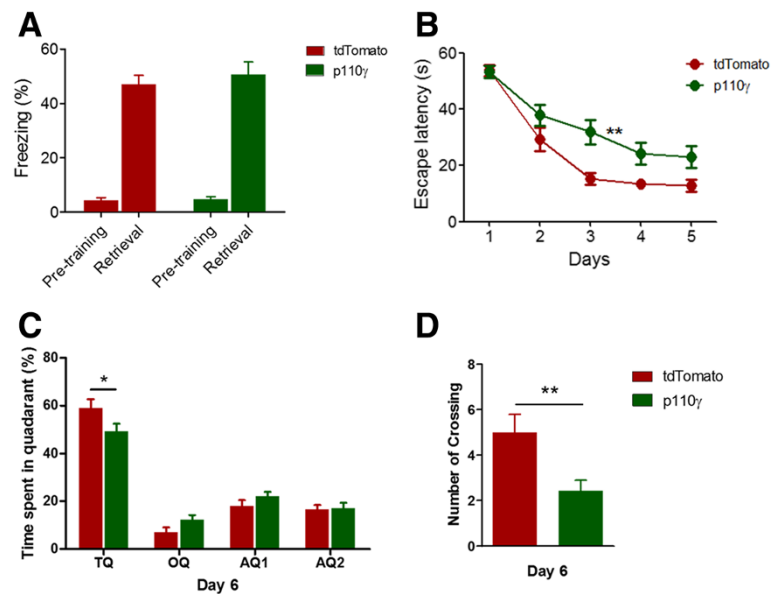 A
60
40
20
0
Freezing (%)
Pre-training
Retrieval
Pre-training
Retrieval
tdTomato
p110γ
B
60
40
20
0
Escape latency (s)
**
1 2 3 4 5
Days
tdTomato
p110γ
C
80
60
40
20
0
Time spent in quadarant (%)
*
TQ OQ AQ1 AQ2
Day 6
D
8
6
4
2
0
Number of Crossing
**
Day 6
tdTomato
p110γ